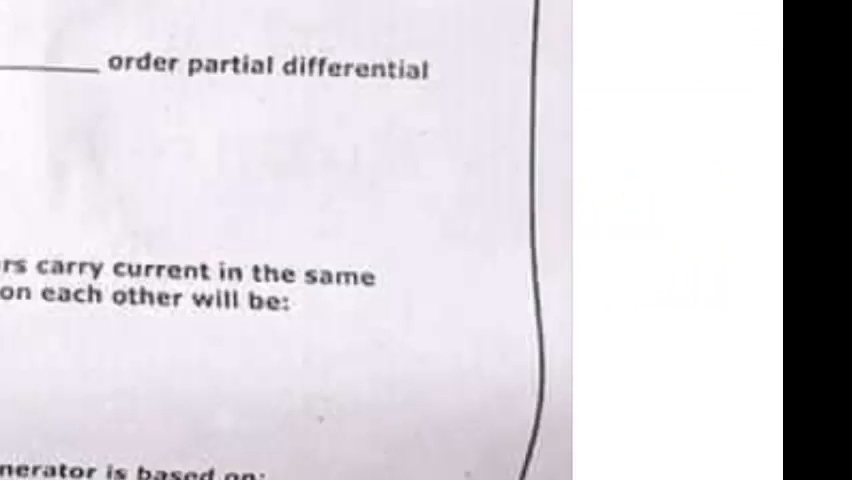 order partial differential
rs carry current in the same
on each other will be:
nerator is based on: